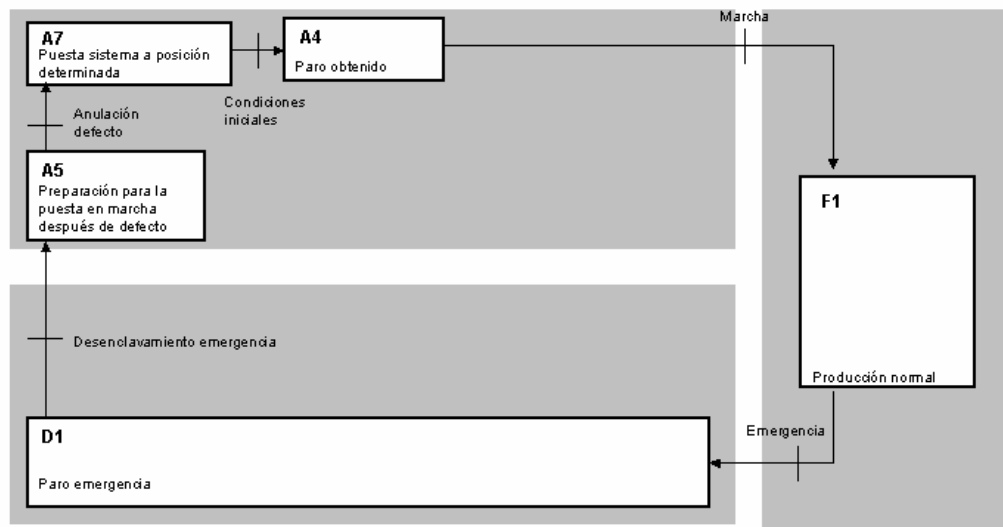 Marcha
A7
Puesta sistema a posición
determinada
A4
Paro obtenido
Condiciones
iniciales
Anulación
defecto
A5
Preparación para la
puesta en marcha
después de defecto
F1
Producción normal
Desenclavamiento emergencia
Emergencia
D1
Paro emergencia